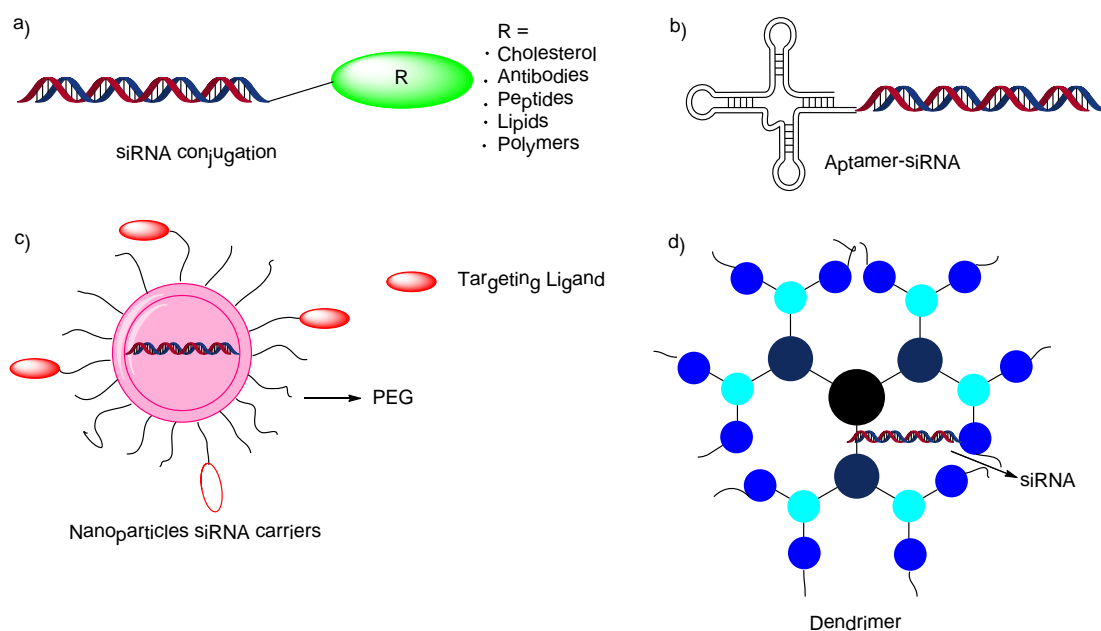 a)
R
R =
· Cholesterol
· Antibodies
· Peptides
· Lipids
· Polymers
siRNA conjugation
b)
Aptamer-siRNA
c)
Targeting Ligand
PEG
Nanoparticles siRNA carriers
d)
siRNA
Dendrimer